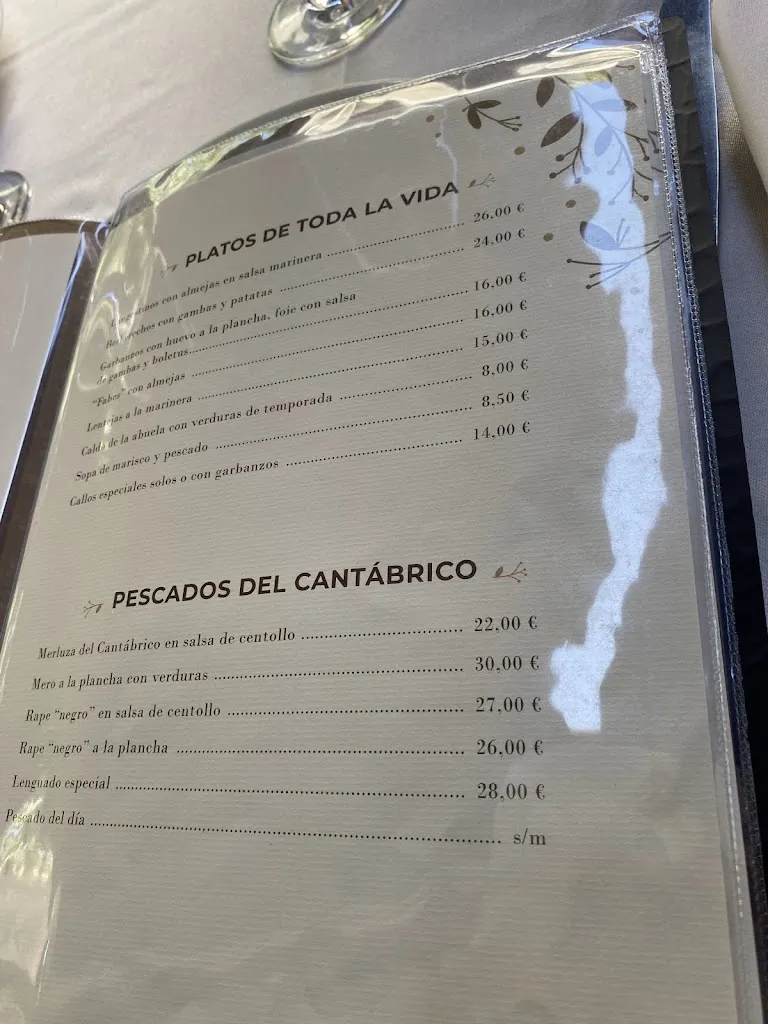 PLATOS DE TODA LA VIDA
Langostinos con almejas en salsa marinera 26,00 €
con gambas y patatas 24,00 €
Garbanzos con huevo a la plancha, foie con salsa
de gambas y boletus 16,00 €
"Fabes" con almejas 16,00 €
Lentejas a la marinera 15,00 €
Caldo de la abuela con verduras de temporada 8,00 €
Sopa de marisco y pescado 8,50 €
Callos especiales solos o con garbanzos 14,00 €
PESCADOS DEL CANTÁBRICO
Merluza del Cantábrico en salsa de centollo 22,00 €
Mero a la plancha con verduras 30,00 €
Rape "negro" en salsa de centollo 27,00 €
Rape "negro" a la plancha 26,00 €
Lenguado especial 28,00 €
Pescado del día s/m